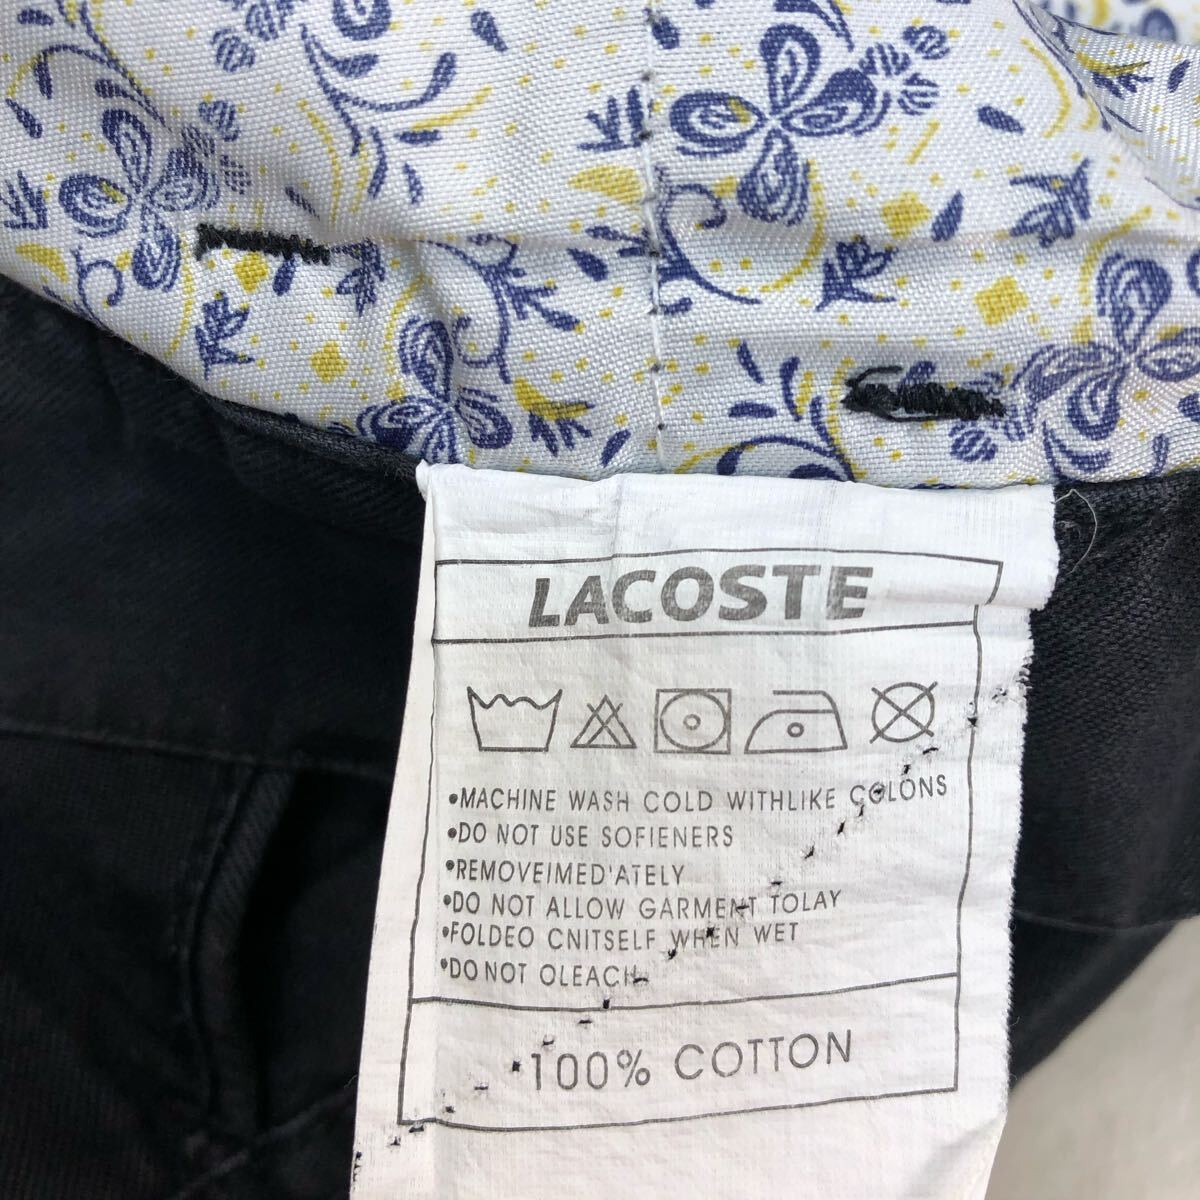 LACOSTE
•MACHINE WASH COLD WITHLIKE COLONS
•DO NOT USE SOFIENERS
•REMOVEIMED'ATELY
•DO NOT ALLOW GARMENT TOLAY
•FOLDEO CNITSELF WHEN WET
•DO NOT OLEACH
100% COTTON